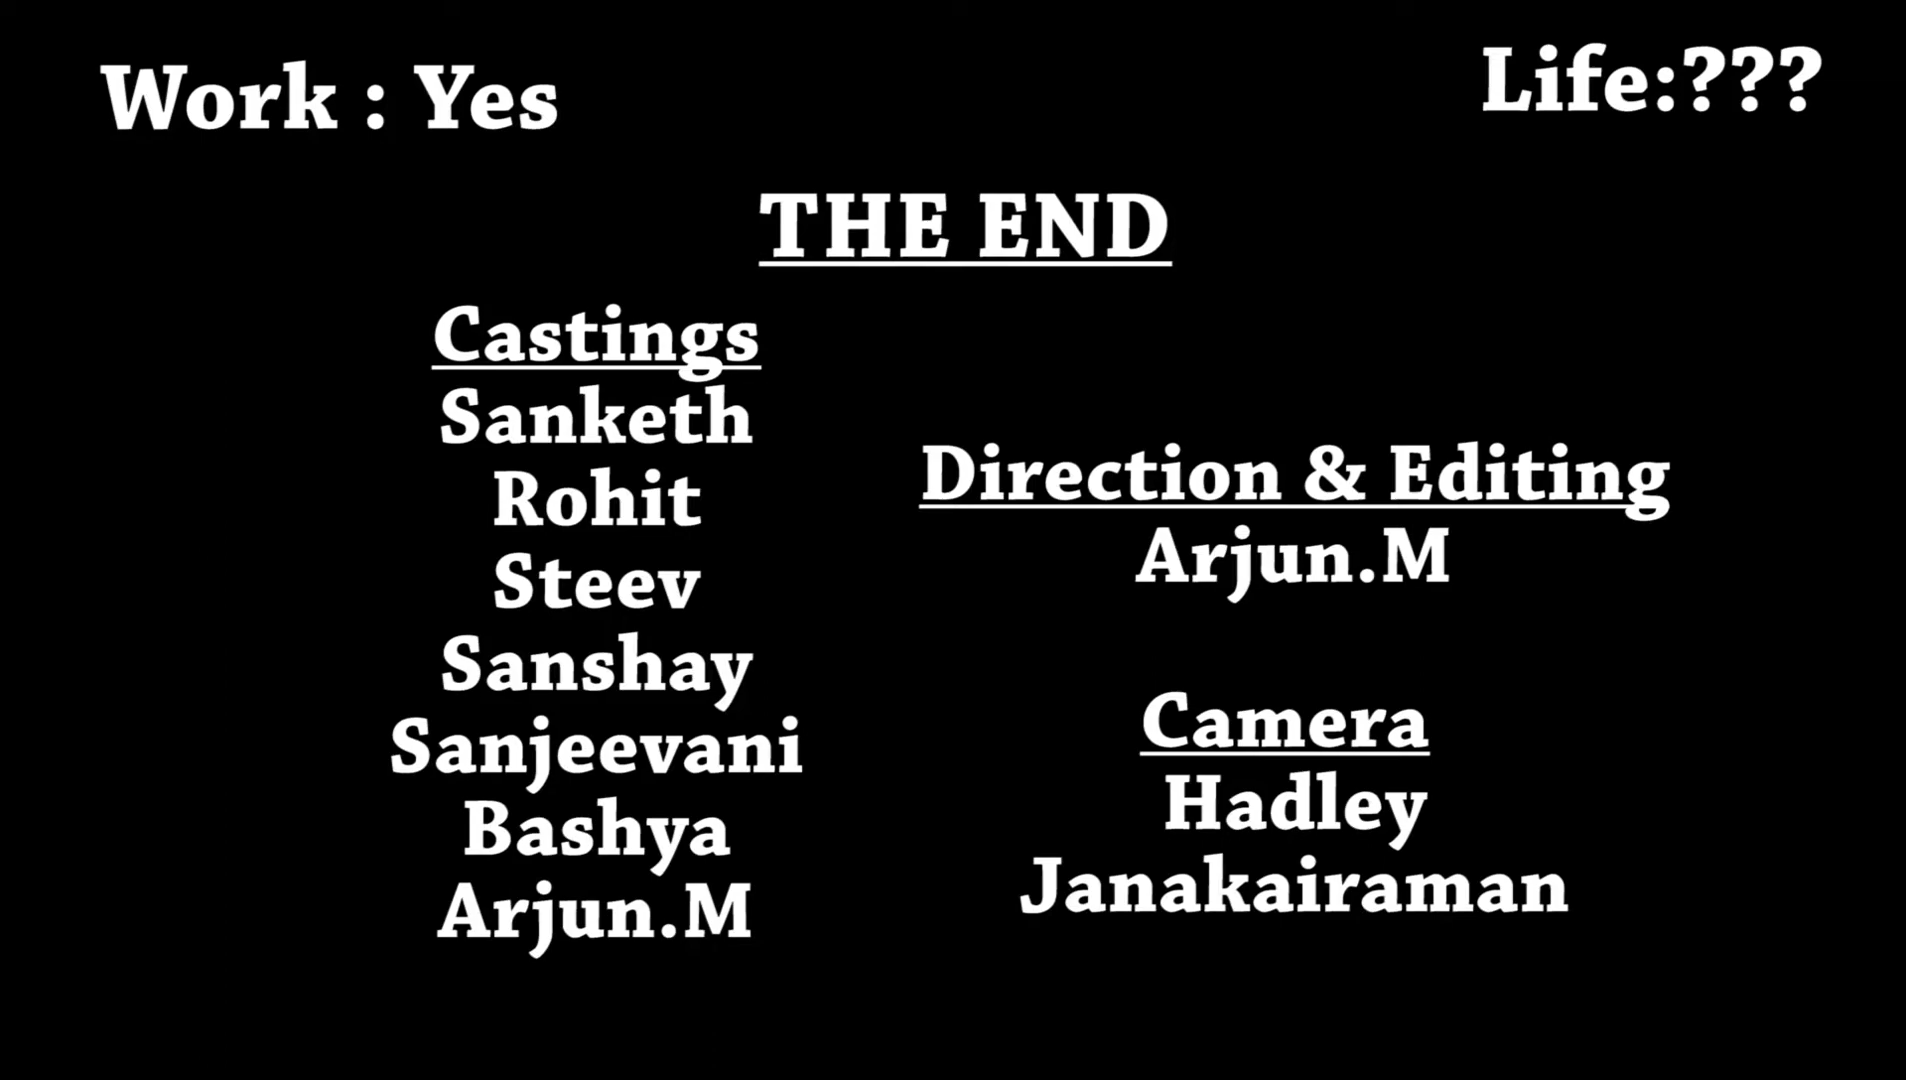 Work : Yes
Life:???
THE END
Castings
Sanketh
Rohit
Steev
Sanshay
Sanjeevani
Bashya
Arjun.M
Direction & Editing
Arjun.M
Camera
Hadley
Janakairaman